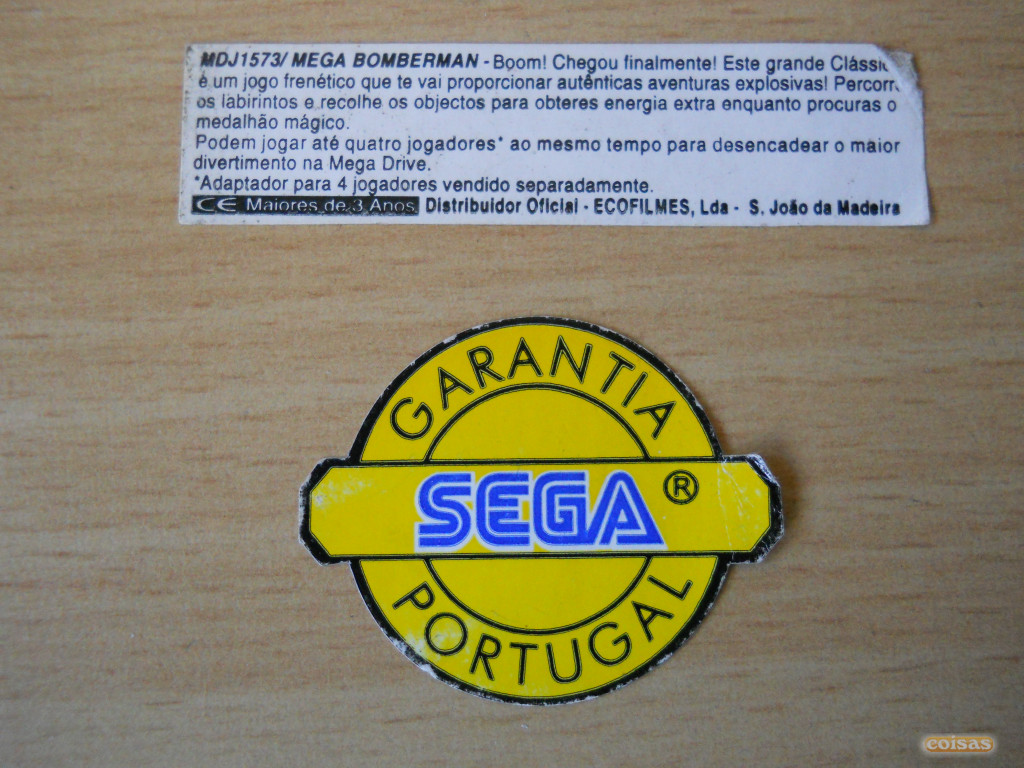 MDJ1573/ MEGA BOMBERMAN - Boom! Chegou finalmente! Este grande
é um jogo frenético que te vai proporcionar autênticas aventuras explosivas!
os labirintos e recolhe os objectos para obteres energia extra enquanto procuras o
medalhão mágico.
Podem jogar até quatro jogadores* ao mesmo tempo para desencadear o maior
divertimento na Mega Drive.
*Adaptador para 4 jogadores vendido separadamente.
CE Maiores de 3 Anos Distribuidor Oficial - ECOFILMES, Lda - S. João da Madeira
GARANTIA
SEGA ®
PORTUGAL
coisas